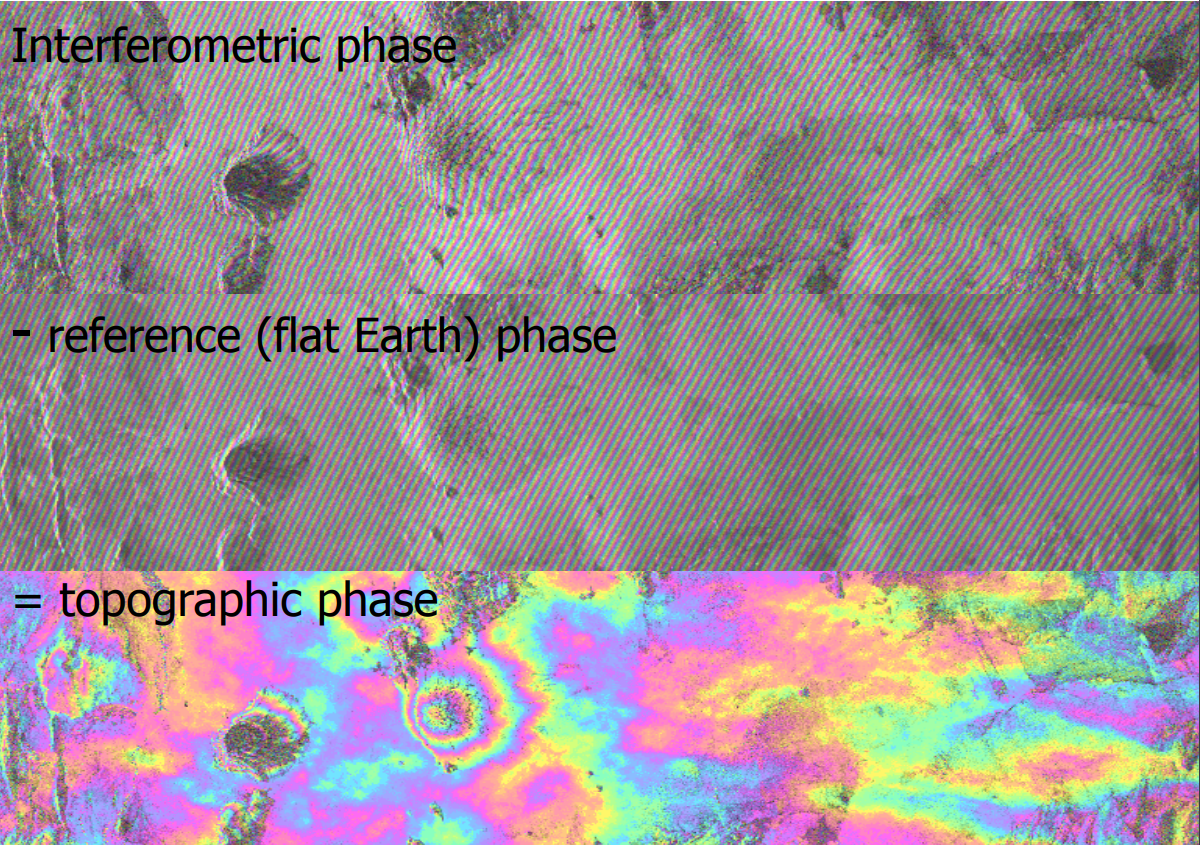 Interferometric phase
- reference (flat Earth) phase
= topographic phase